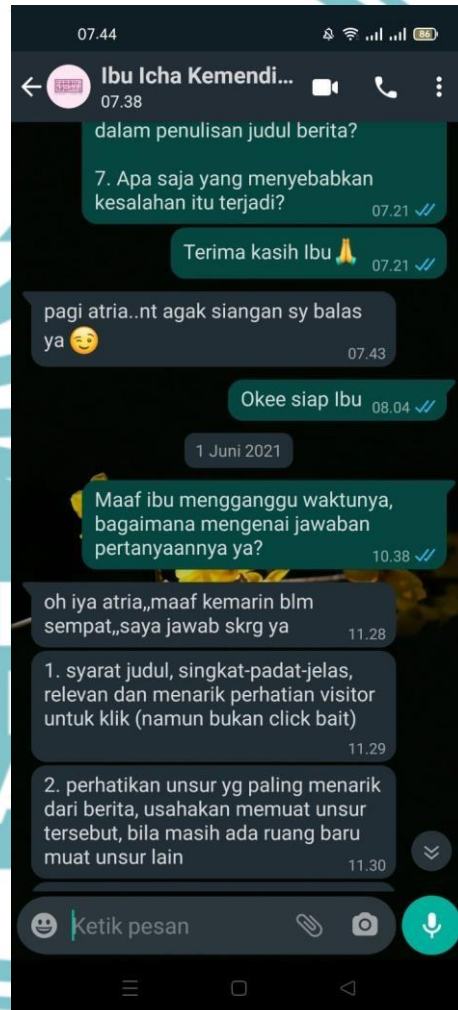 07.44
86
Ibu Icha Kemendi...
07.38
dalam penulisan judul berita?
7. Apa saja yang menyebabkan
kesalahan itu terjadi?
07.21
Terima kasih Ibu🙏
07.21
pagi atria..nt agak siangan sy balas
ya 😉
07.43
Okee siap Ibu
08.04
1 Juni 2021
Maaf ibu mengganggu waktunya,
bagaimana mengenai jawaban
pertanyaannya ya?
10.38
oh iya atria,,maaf kemarin blm
sempat,,saya jawab skrg ya
11.28
1. syarat judul, singkat-padat-jelas,
relevan dan menarik perhatian visitor
untuk klik (namun bukan click bait)
11.29
2. perhatikan unsur yg paling menarik
dari berita, usahakan memuat unsur
tersebut, bila masih ada ruang baru
muat unsur lain
11.30
Ketik pesan